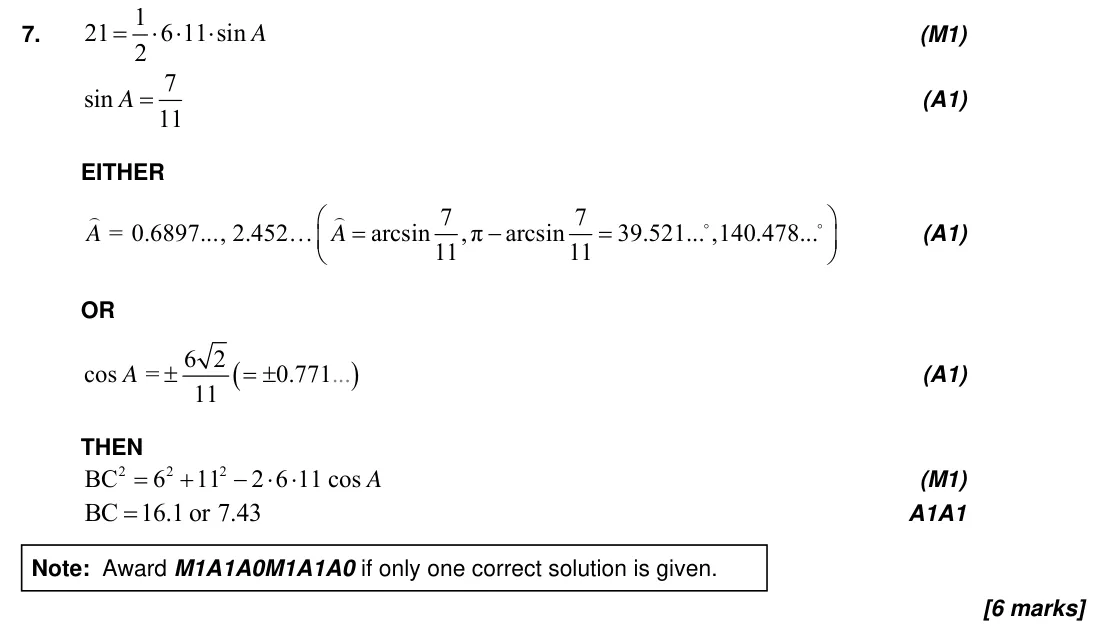 7. 21 = 1/2 · 6 · 11 · sin A (M1)
sin A = 7/11 (A1)
EITHER
Â = 0.6897..., 2.452… (Â = arcsin 7/11, π − arcsin 7/11 = 39.521...°, 140.478...°) (A1)
OR
cos A = ± 6√2/11 (= ±0.771...) (A1)
THEN
BC² = 6² + 11² − 2 · 6 · 11 cos A (M1)
BC = 16.1 or 7.43 A1A1
Note: Award M1A1A0M1A1A0 if only one correct solution is given.
[6 marks]